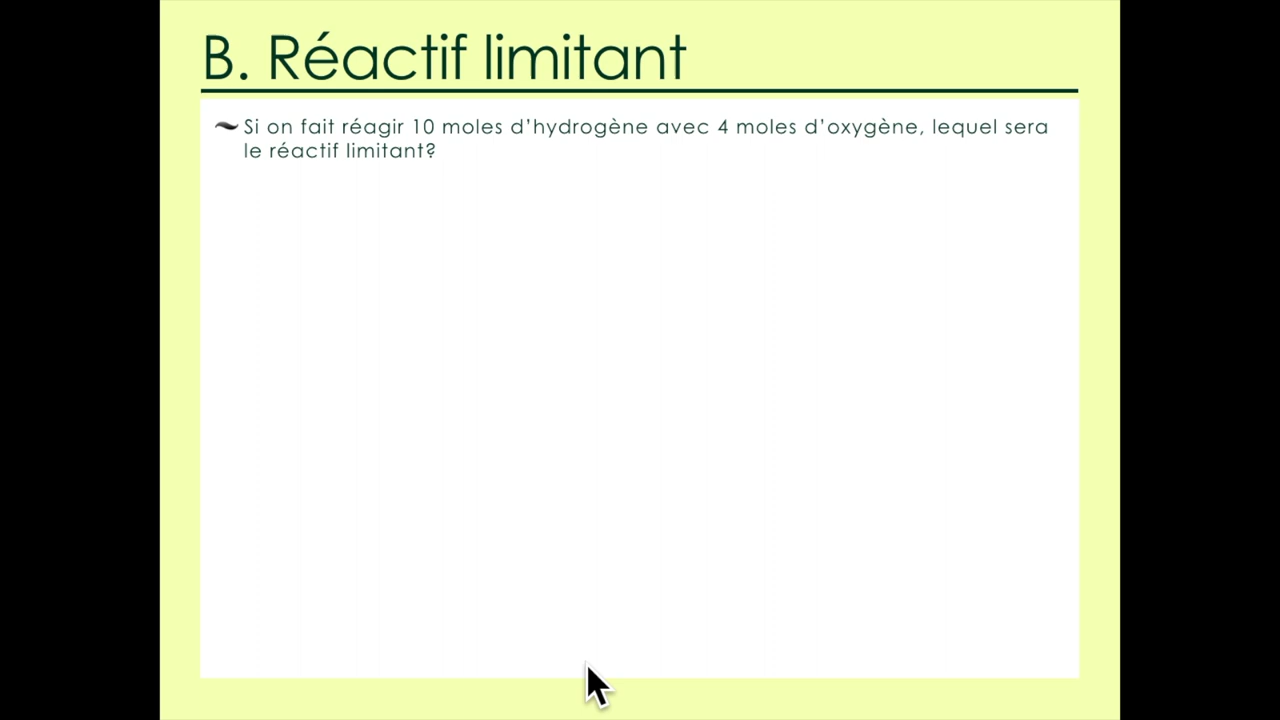 B. Réactif limitant
Si on fait réagir 10 moles d’hydrogène avec 4 moles d’oxygène, lequel sera
le réactif limitant?